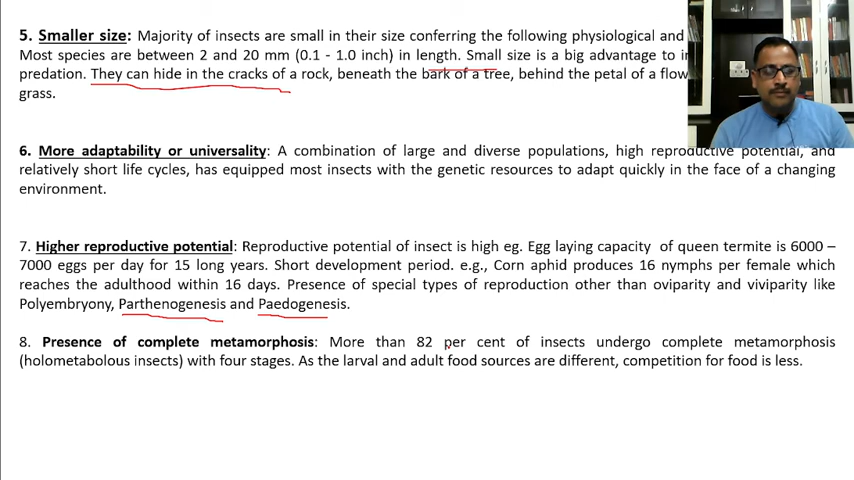 5. Smaller size: Majority of insects are small in their size conferring the following physiological and
Most species are between 2 and 20 mm (0.1 - 1.0 inch) in length. Small size is a big advantage to
predation. They can hide in the cracks of a rock, beneath the bark of a tree, behind the petal of a
grass.
6. More adaptability or universality: A combination of large and diverse populations, high reproductive potential, and
relatively short life cycles, has equipped most insects with the genetic resources to adapt quickly in the face of a changing
environment.
7. Higher reproductive potential: Reproductive potential of insect is high eg. Egg laying capacity of queen termite is 6000 –
7000 eggs per day for 15 long years. Short development period. e.g., Corn aphid produces 16 nymphs per female which
reaches the adulthood within 16 days. Presence of special types of reproduction other than oviparity and viviparity like
Polyembryony, Parthenogenesis and Paedogenesis.
8. Presence of complete metamorphosis: More than 82 per cent of insects undergo complete metamorphosis
(holometabolous insects) with four stages. As the larval and adult food sources are different, competition for food is less.